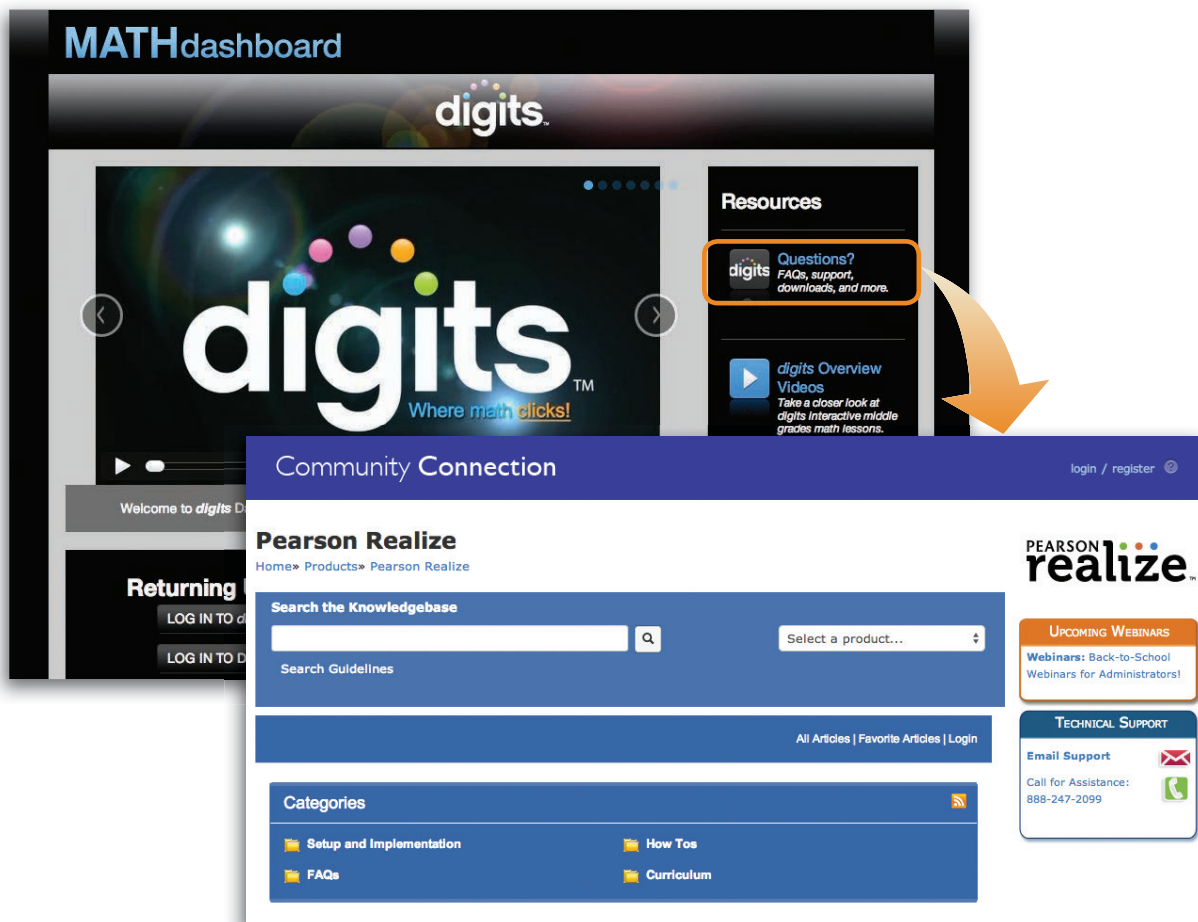 MATHdashboard
digits™
Resources
digits
Questions?
FAQs, support,
downloads, and more.
digits™
Where math clicks!
digits Overview
Videos
Take a closer look at
digits Interactive middle
grades math lessons.
Welcome to digits D
Returning
LOG IN TO d
LOG IN TO D
Community Connection
login / register
Pearson Realize
Home» Products» Pearson Realize
PEARSON
realize™
Search the Knowledgebase
Select a product...
Search Guidelines
UPCOMING WEBINARS
Webinars: Back-to-School
Webinars for Administrators!
All Articles | Favorite Articles | Login
TECHNICAL SUPPORT
Email Support
Call for Assistance:
888-247-2099
Categories
Setup and Implementation
How Tos
FAQs
Curriculum